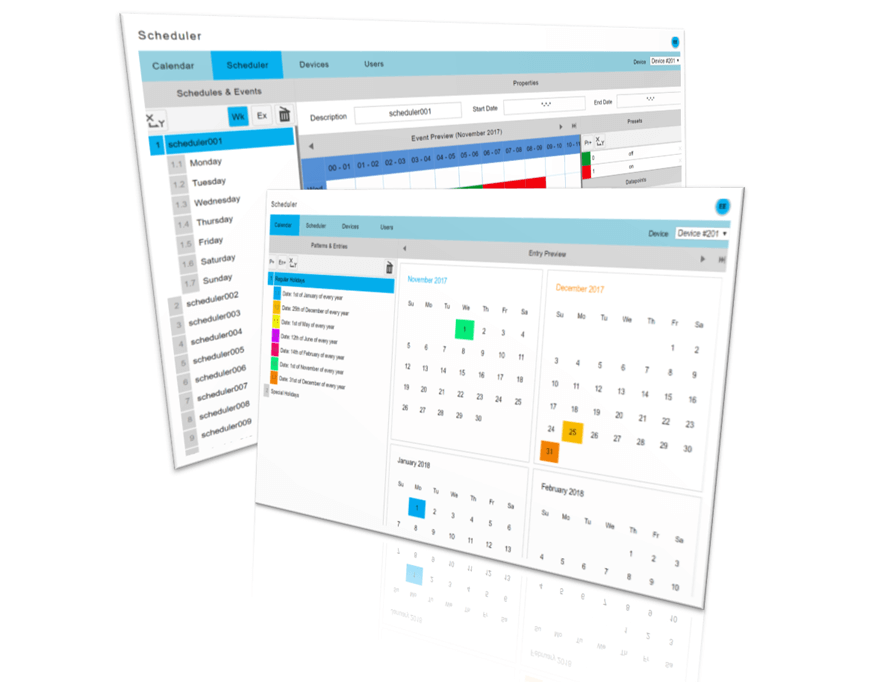 Scheduler
Calendar Scheduler Devices Users Device: Device #201
Schedules & Events Properties
Wk Ex Description scheduler001 Start Date *.*.* End Date *.*.*
Event Preview (November 2017) Presets
00 - 01 01 - 02 02 - 03 03 - 04 04 - 05 05 - 06 06 - 07 07 - 08 08 - 09 09 - 10 10 - 11
Pr+ X Y
0 off
1 on
Datapoints
1 scheduler001
1.1 Monday
1.2 Tuesday
1.3 Wednesday
1.4 Thursday
1.5 Friday
1.6 Saturday
1.7 Sunday
2 scheduler002
3 scheduler003
4 scheduler004
5 scheduler005
6 scheduler006
7 scheduler007
8 scheduler008
9 scheduler009
Scheduler
Calendar Scheduler Devices Users Device: Device #201
Patterns & Entries Entry Preview
P+ En+ X Y
1 Regular Holidays
Date: 1st of January of every year
Date: 25th of December of every year
Date: 1st of May of every year
Date: 12th of June of every year
Date: 14th of February of every year
Date: 1st of November of every year
Date: 31st of December of every year
2 Special Holidays
November 2017
Su Mo Tu We Th Fr Sa
1 2 3 4
5 6 7 8 9 10 11
12 13 14 15 16 17 18
19 20 21 22 23 24 25
26 27 28 29 30
December 2017
Su Mo Tu We Th Fr Sa
1 2
3 4 5 6 7 8 9
10 11 12 13 14 15 16
17 18 19 20 21 22 23
24 25 26 27 28 29 30
31
January 2018
Su Mo Tu We Th Fr Sa
1 2 3 4 5 6
7 8 9 10 11 12 13
February 2018
Su Mo Tu We Th Fr Sa
1 2 3
4 5 6 7 8 9 10